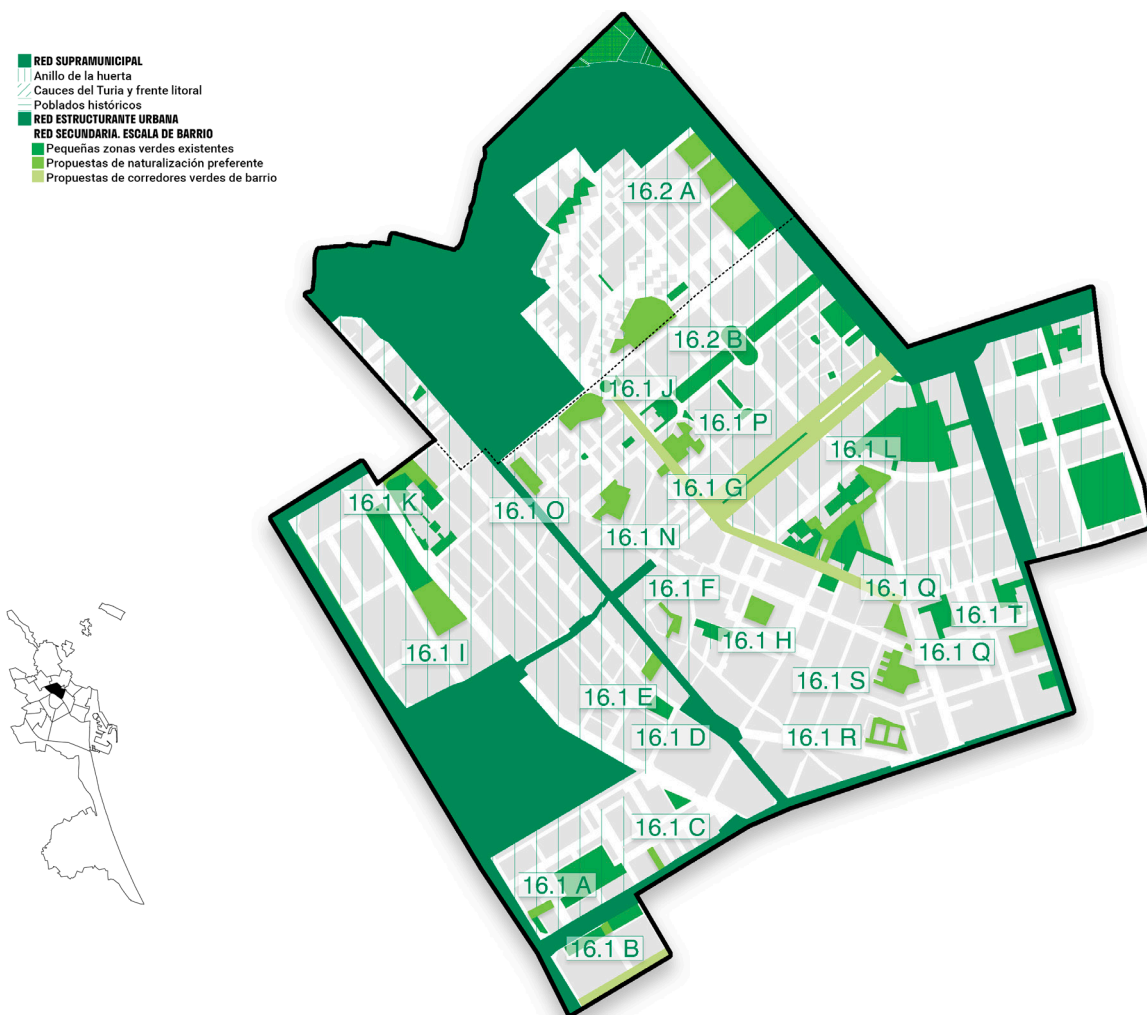 RED SUPRAMUNICIPAL
Anillo de la huerta
Cauces del Turia y frente litoral
Poblados históricos
RED ESTRUCTURANTE URBANA
RED SECUNDARIA. ESCALA DE BARRIO
Pequeñas zonas verdes existentes
Propuestas de naturalización preferente
Propuestas de corredores verdes de barrio
16.2 A
16.2 B
16.1 J
16.1 P
16.1 L
16.1 G
16.1 K
16.1 O
16.1 N
16.1 F
16.1 Q
16.1 T
16.1 H
16.1 I
16.1 Q
16.1 S
16.1 E
16.1 D
16.1 R
16.1 C
16.1 A
16.1 B